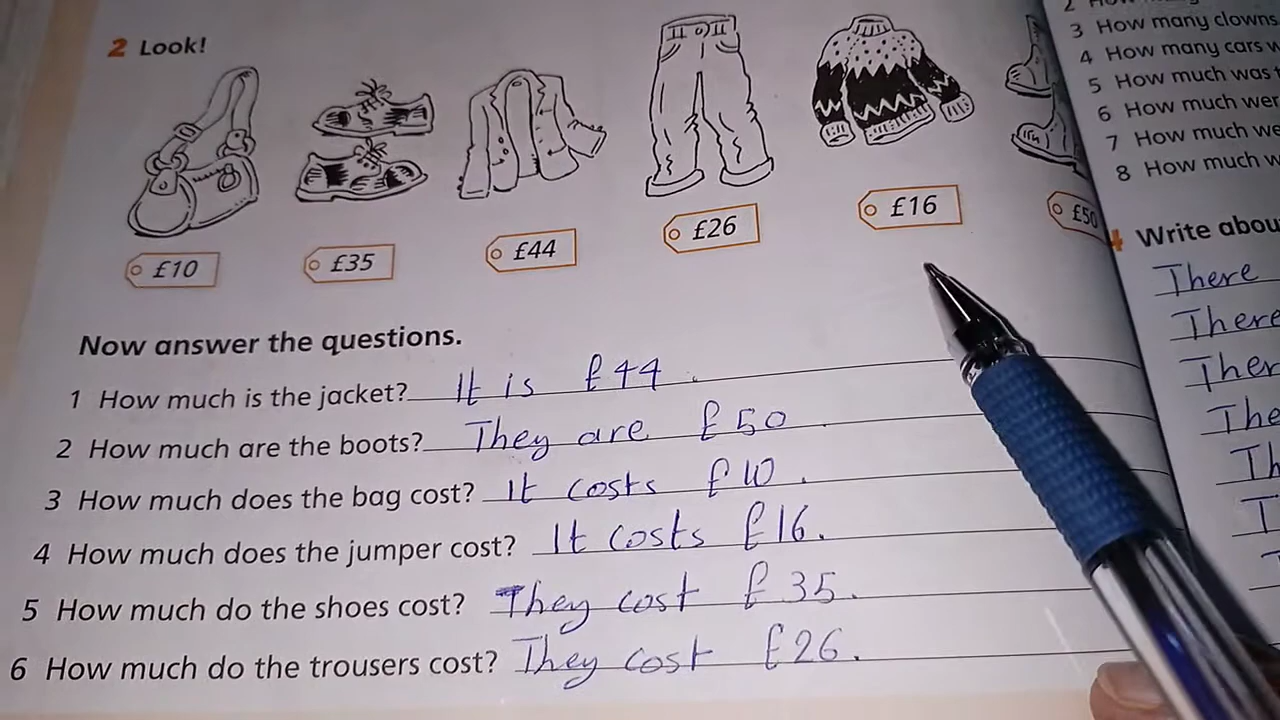 2 Look!
£10
£35
£44
£26
£16
£50
Now answer the questions.
1 How much is the jacket? It is £44.
2 How much are the boots? They are £50.
3 How much does the bag cost? It costs £10.
4 How much does the jumper cost? It costs £16.
5 How much do the shoes cost? They cost £35.
6 How much do the trousers cost? They cost £26.
3 How many clowns
4 How many cars w
5 How much was t
6 How much wer
7 How much we
8 How much w
Write abou
There
There
Ther
The
Th